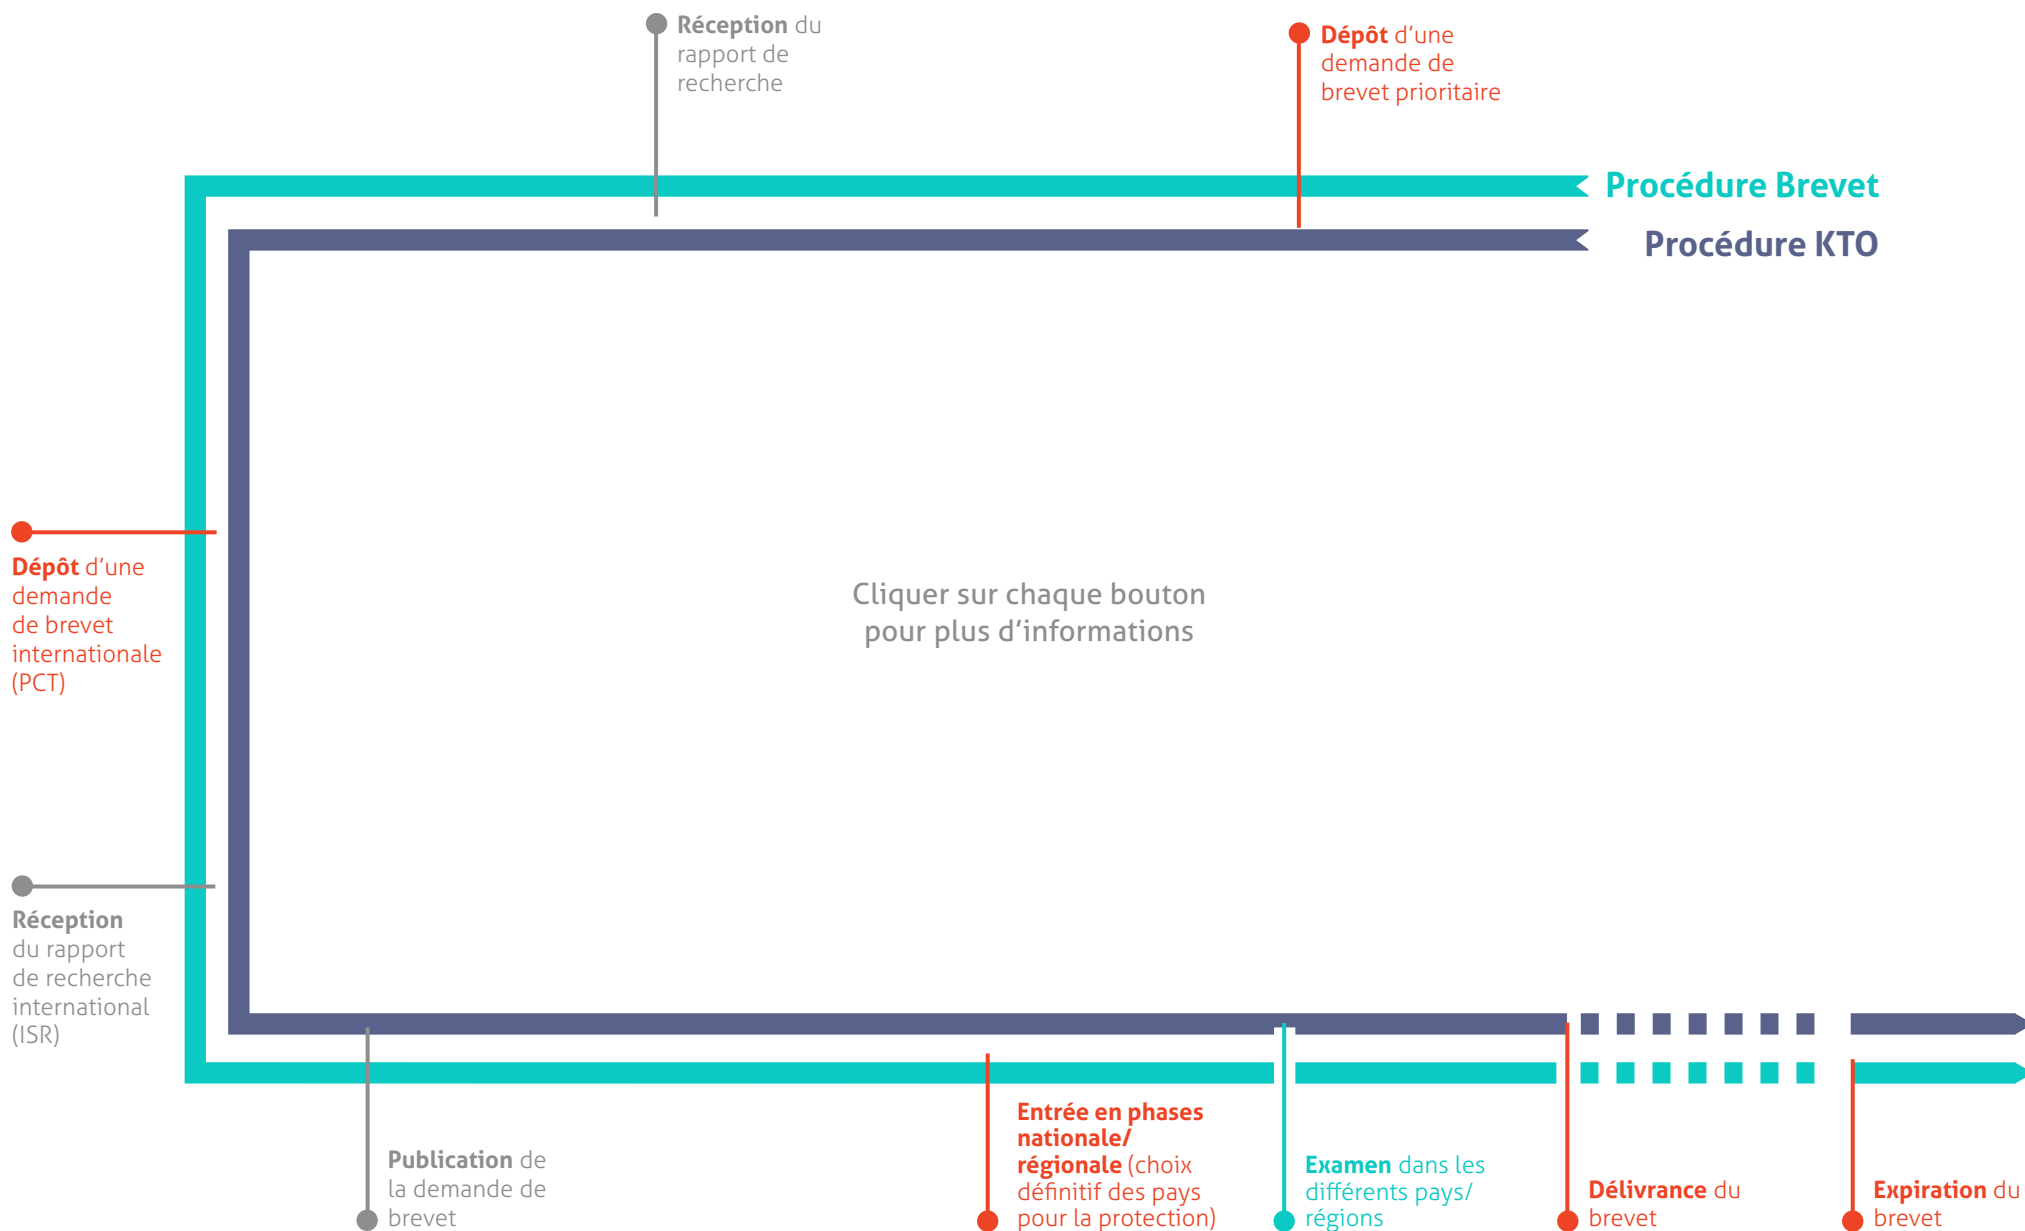 Réception du
rapport de
recherche
Dépôt d'une
demande de
brevet prioritaire
Procédure Brevet
Procédure KTO
Dépôt d'une
demande
de brevet
internationale
(PCT)
Cliquer sur chaque bouton
pour plus d'informations
Réception
du rapport
de recherche
international
(ISR)
Publication de
la demande de
brevet
Entrée en phases
nationale/
régionale (choix
définitif des pays
pour la protection)
Examen dans les
différents pays/
régions
Délivrance du
brevet
Expiration du
brevet